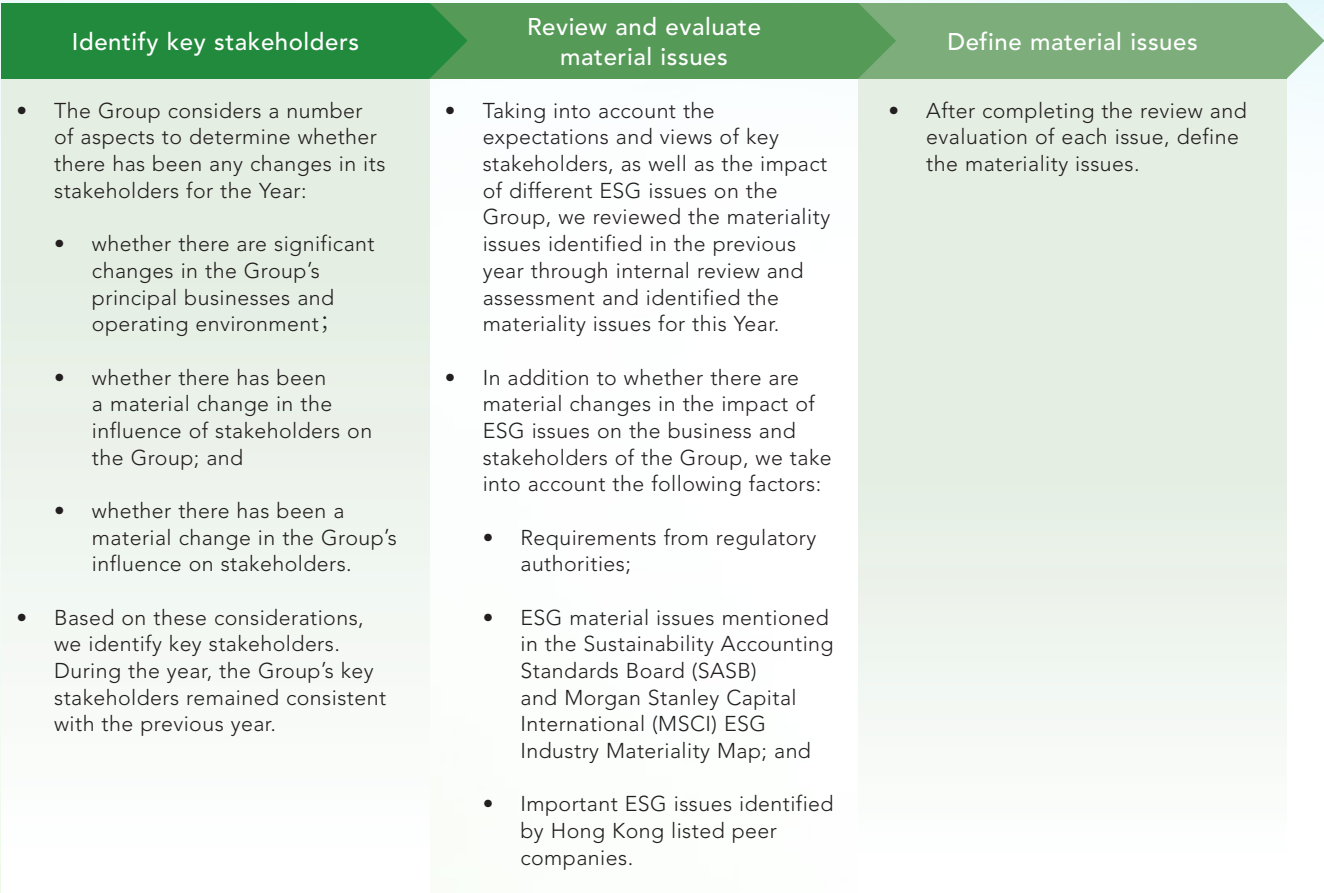 Identify key stakeholders
• The Group considers a number
of aspects to determine whether
there has been any changes in its
stakeholders for the Year:
• whether there are significant
changes in the Group’s
principal businesses and
operating environment；
• whether there has been
a material change in the
influence of stakeholders on
the Group; and
• whether there has been a
material change in the Group’s
influence on stakeholders.
• Based on these considerations,
we identify key stakeholders.
During the year, the Group’s key
stakeholders remained consistent
with the previous year.
Review and evaluate
material issues
• Taking into account the
expectations and views of key
stakeholders, as well as the impact
of different ESG issues on the
Group, we reviewed the materiality
issues identified in the previous
year through internal review and
assessment and identified the
materiality issues for this Year.
• In addition to whether there are
material changes in the impact of
ESG issues on the business and
stakeholders of the Group, we take
into account the following factors:
• Requirements from regulatory
authorities;
• ESG material issues mentioned
in the Sustainability Accounting
Standards Board (SASB)
and Morgan Stanley Capital
International (MSCI) ESG
Industry Materiality Map; and
• Important ESG issues identified
by Hong Kong listed peer
companies.
Define material issues
• After completing the review and
evaluation of each issue, define
the materiality issues.